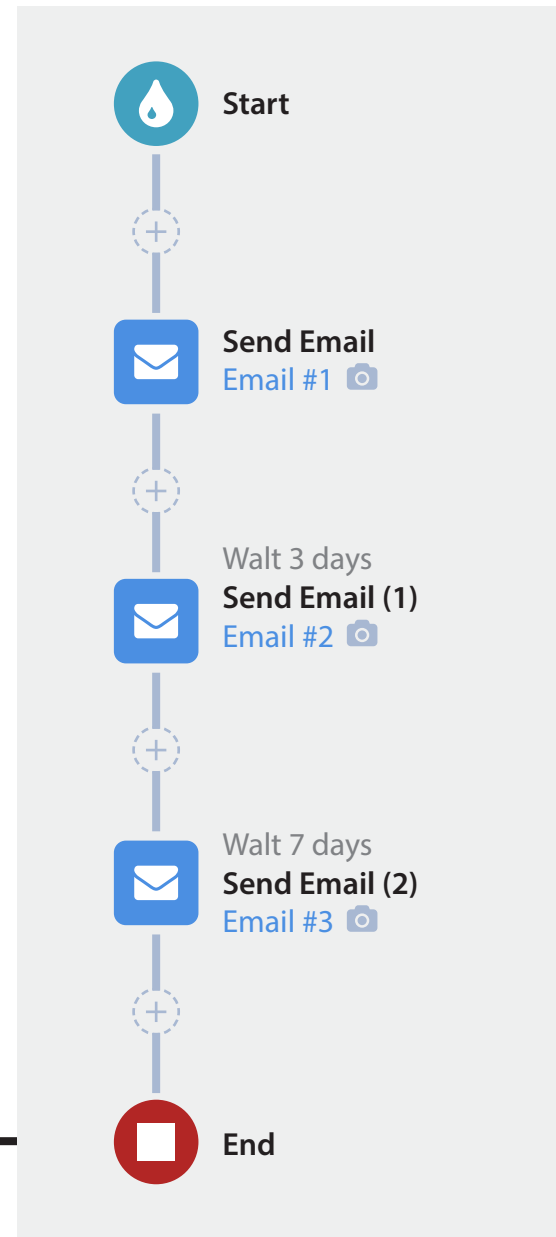 Start
Send Email
Email #1
Walt 3 days
Send Email (1)
Email #2
Walt 7 days
Send Email (2)
Email #3
End